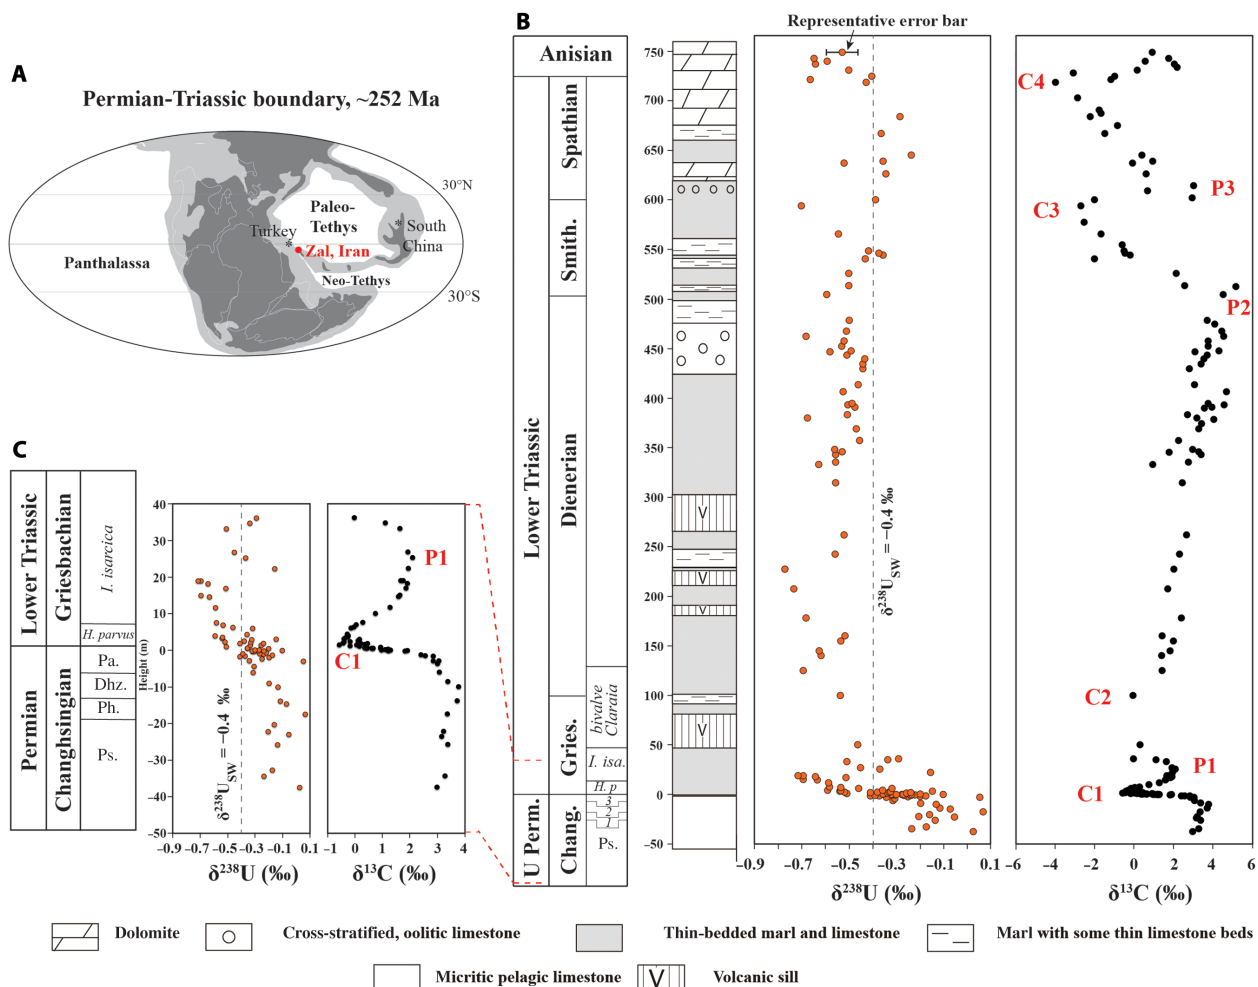 A
Permian-Triassic boundary, ~252 Ma
30°N
Paleo-
Tethys
Turkey
*
*
South
China
Zal, Iran
Panthalassa
Neo-Tethys
30°S
B
Representative error bar
Anisian
Lower Triassic
Spathian
Smith.
Dienerian
Gries.
bivalve
Claraia
I. isa.
H. p
U Perm.
Chang.
3
2
1
Ps.
750
700
650
600
550
500
450
400
350
300
250
200
150
100
50
0
−50
V
V
V
V
δ²³⁸U_SW = −0.4 ‰
−0.9
−0.7
−0.5
−0.3
−0.1
0.1
δ²³⁸U (‰)
C4
P3
C3
P2
C2
P1
C1
−6
−4
−2
0
2
4
6
δ¹³C (‰)
C
Lower Triassic
Griesbachian
I. isarcica
H. parvus
Permian
Changhsingian
Pa.
Dhz.
Ph.
Ps.
Height (m)
40
30
20
10
0
−10
−20
−30
−40
−50
δ²³⁸U_SW = −0.4 ‰
−0.9
−0.7
−0.5
−0.3
−0.1
0.1
δ²³⁸U (‰)
P1
C1
−1
0
1
2
3
4
δ¹³C (‰)
Dolomite
Cross-stratified, oolitic limestone
Thin-bedded marl and limestone
Marl with some thin limestone beds
Micritic pelagic limestone
V
Volcanic sill